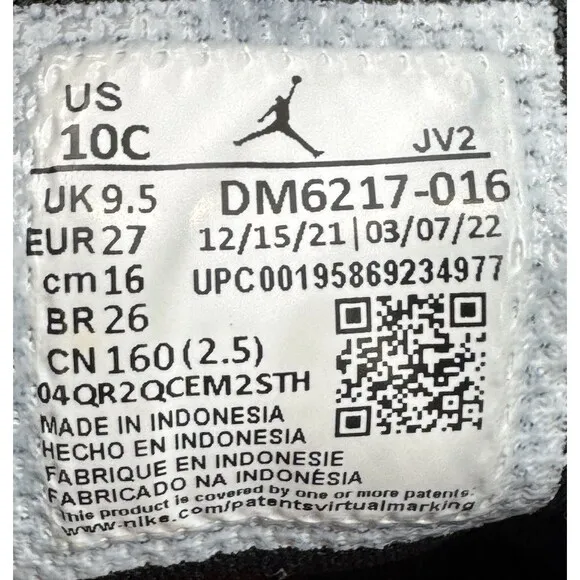 US
10C
JV2
UK 9.5 DM6217-016
EUR 27 12/15/21|03/07/22
cm 16 UPC00195869234977
BR 26
CN 160 (2.5)
04QR2QCEM2STH
MADE IN INDONESIA
HECHO EN INDONESIA
FABRIQUE EN INDONESIE
FABRICADO NA INDONÉSIA
This product is covered by one or more patents:
www.nike.com/patentsvirtualmarking